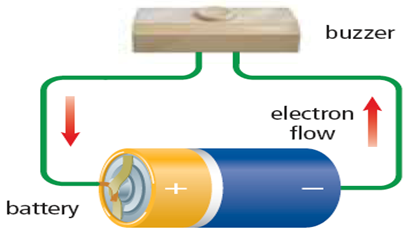 buzzer
electron
flow
+
−
battery